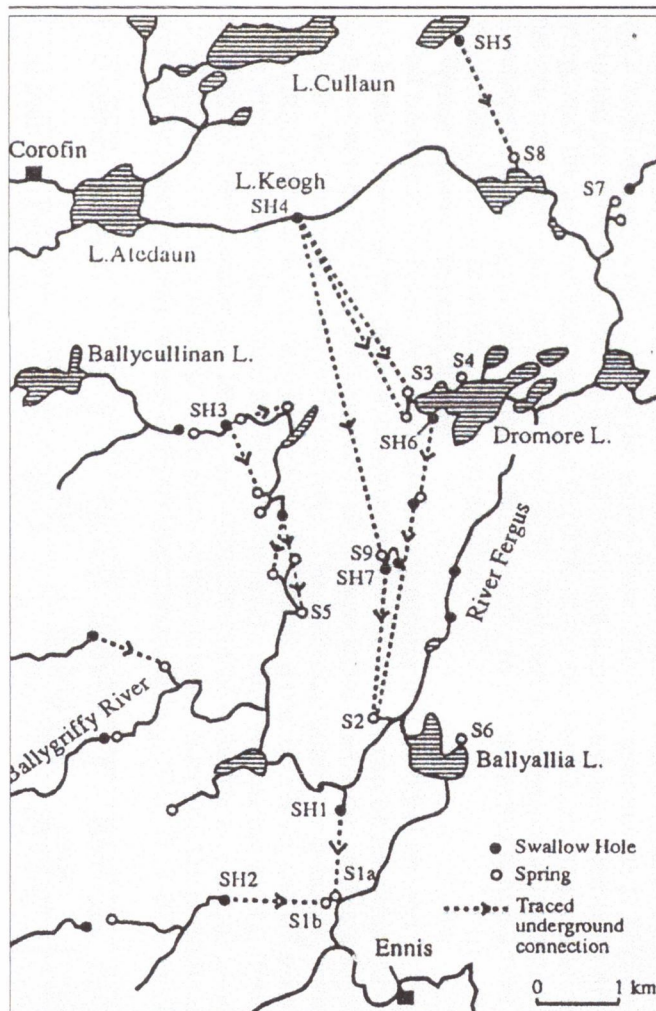 SH5
L.Cullaun
Corofin
S8
L.Keogh
SH4
S7
L.Atedaun
Ballycullinan L.
S3
S4
SH3
SH6
Dromore L.
S9
SH7
River Fergus
S5
Ballygriffy River
S2
S6
Ballyallia L.
SH1
Swallow Hole
SH2
S1a
Spring
S1b
Traced
underground
connection
Ennis
0 1 km